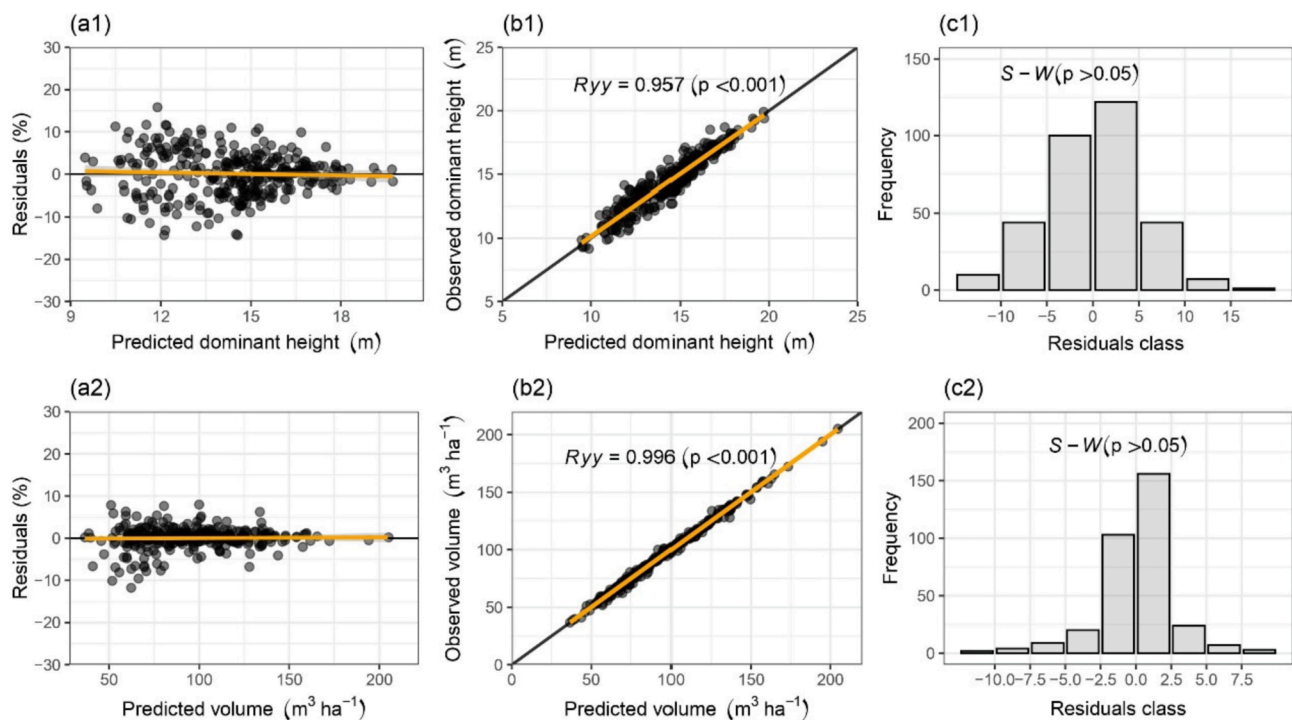 (a1)
30
20
10
0
−10
−20
−30
Residuals (%)
9
12
15
18
Predicted dominant height (m)
(b1)
25
20
15
10
5
Observed dominant height (m)
Ryy = 0.957 (p <0.001)
5
10
15
20
25
Predicted dominant height (m)
(c1)
150
100
50
0
Frequency
S − W(p >0.05)
−10
−5
0
5
10
15
Residuals class
(a2)
30
20
10
0
−10
−20
−30
Residuals (%)
50
100
150
200
Predicted volume (m³ ha⁻¹)
(b2)
200
150
100
50
0
Observed volume (m³ ha⁻¹)
Ryy = 0.996 (p <0.001)
0
50
100
150
200
Predicted volume (m³ ha⁻¹)
(c2)
200
150
100
50
0
Frequency
S − W(p >0.05)
−10.0
−7.5
−5.0
−2.5
0.0
2.5
5.0
7.5
Residuals class